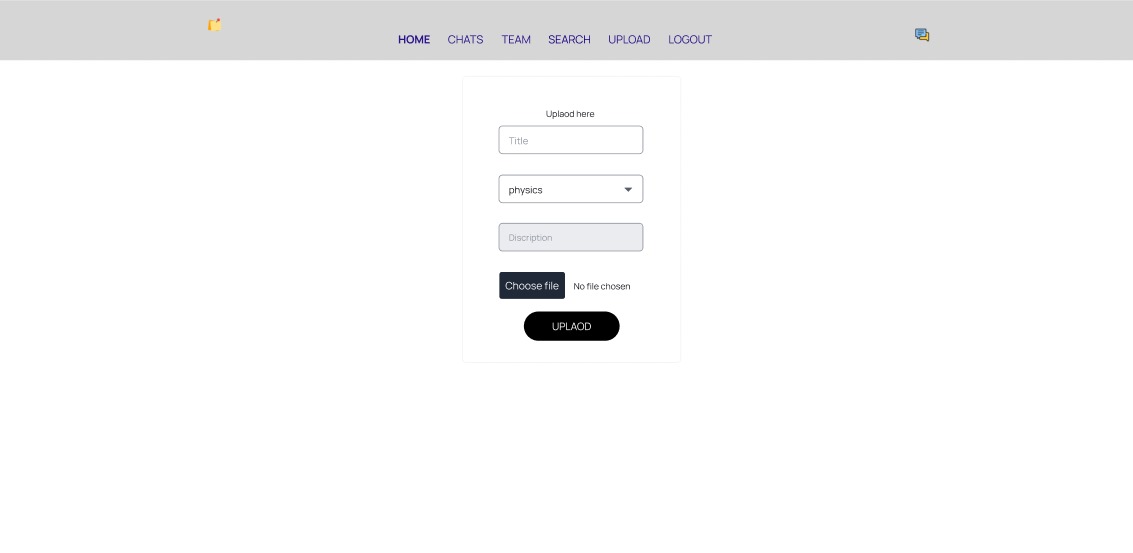 HOME CHATS TEAM SEARCH UPLOAD LOGOUT
Uplaod here
Title
physics
Discription
Choose file No file chosen
UPLAOD